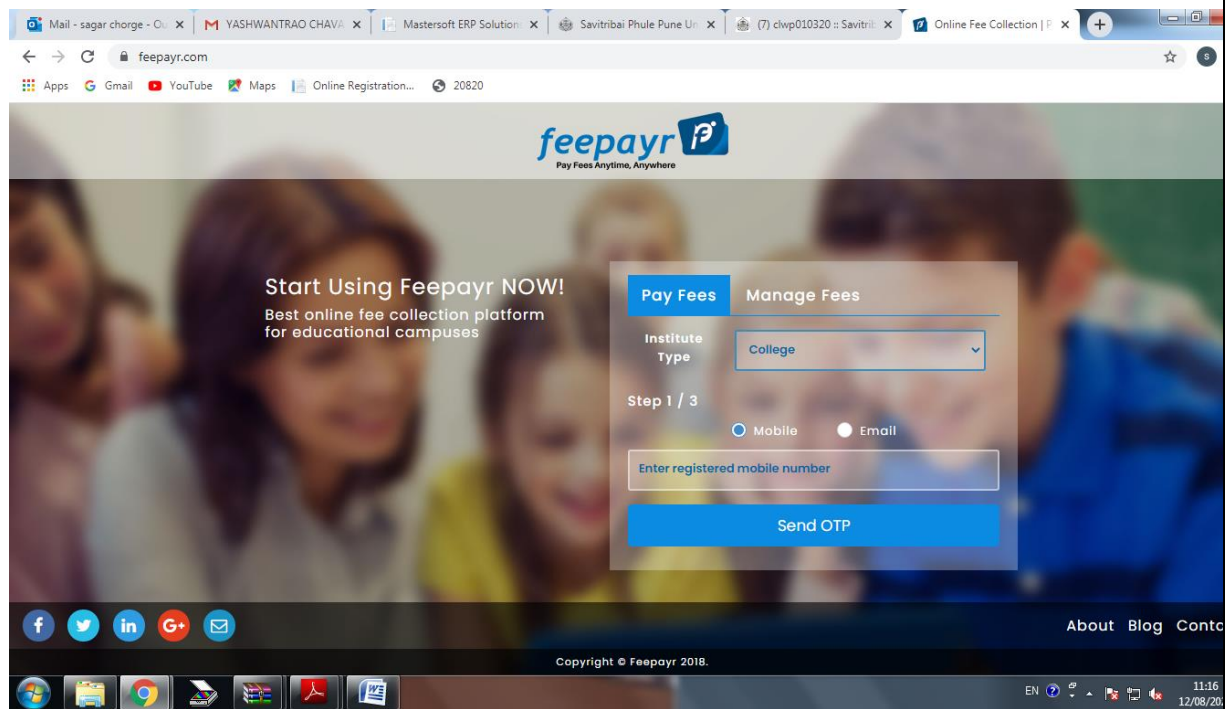 Mail - sagar chorge - Ou
YASHWANTRAO CHAVA
Mastersoft ERP Solution
Savitribai Phule Pune Un
(7) clwp010320 :: Savitrib
Online Fee Collection | P
feepayr.com
S
Apps
Gmail
YouTube
Maps
Online Registration...
20820
feepayr
Pay Fees Anytime, Anywhere
Start Using Feepayr NOW!
Best online fee collection platform
for educational campuses
Pay Fees
Manage Fees
Institute
Type
College
Step 1 / 3
Mobile
Email
Enter registered mobile number
Send OTP
About
Blog
Conta
Copyright © Feepayr 2018.
EN
11:16
12/08/20